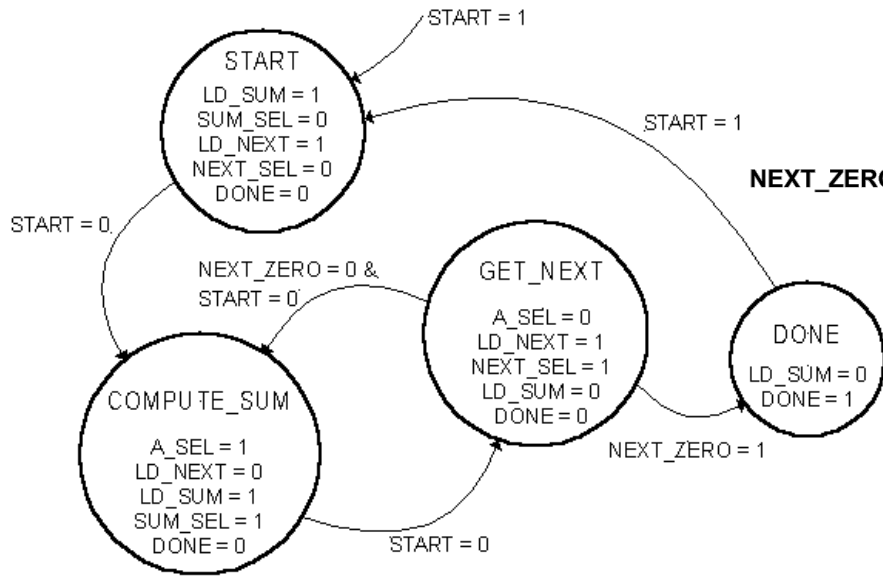 START = 1
START
LD_SUM = 1
SUM_SEL = 0
LD_NEXT = 1
NEXT_SEL = 0
DONE = 0
START = 1
NEXT_ZERO
START = 0
NEXT_ZERO = 0 &
START = 0
GET_NEXT
A_SEL = 0
LD_NEXT = 1
NEXT_SEL = 1
LD_SUM = 0
DONE = 0
DONE
LD_SUM = 0
DONE = 1
COMPUTE_SUM
A_SEL = 1
LD_NEXT = 0
LD_SUM = 1
SUM_SEL = 1
DONE = 0
NEXT_ZERO = 1
START = 0